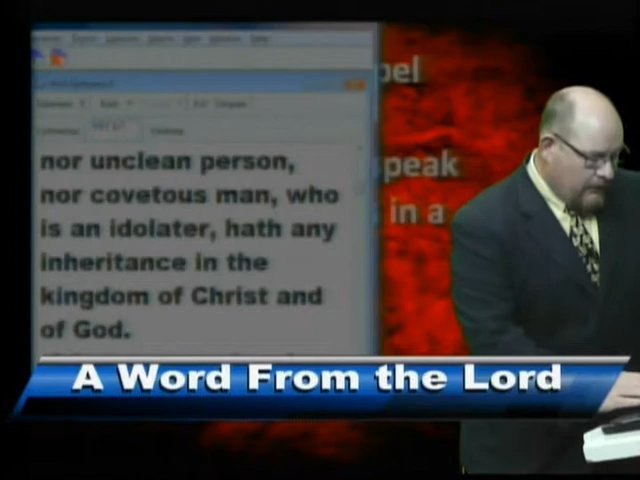 nor unclean person,
nor covetous man, who
is an idolater, hath any
inheritance in the
kingdom of Christ and
of God.
pel
peak
in a
A Word From the Lord